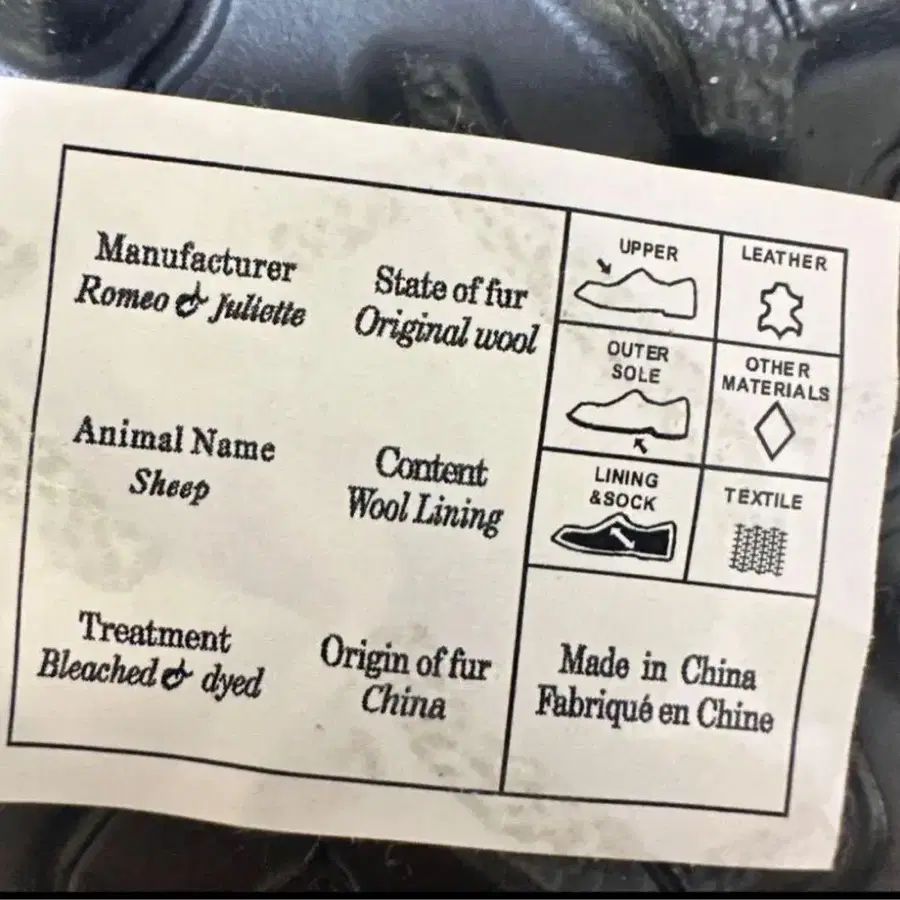 Manufacturer
Romeo & Juliette
State of fur
Original wool
Animal Name
Sheep
Content
Wool Lining
Treatment
Bleached & dyed
Origin of fur
China
UPPER
LEATHER
OUTER
SOLE
OTHER
MATERIALS
LINING
&SOCK
TEXTILE
Made in China
Fabriqué en Chine